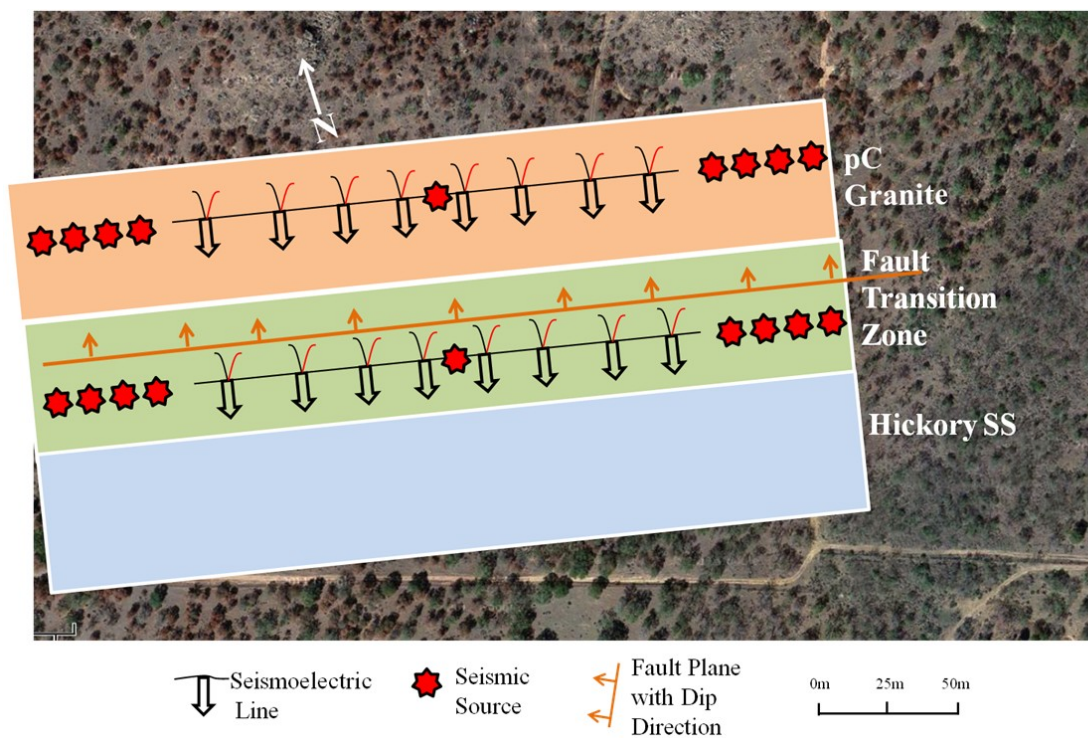 N
pC
Granite
Fault
Transition
Zone
Hickory SS
Seismoelectric
Line
Seismic
Source
Fault Plane
with Dip
Direction
0m 25m 50m